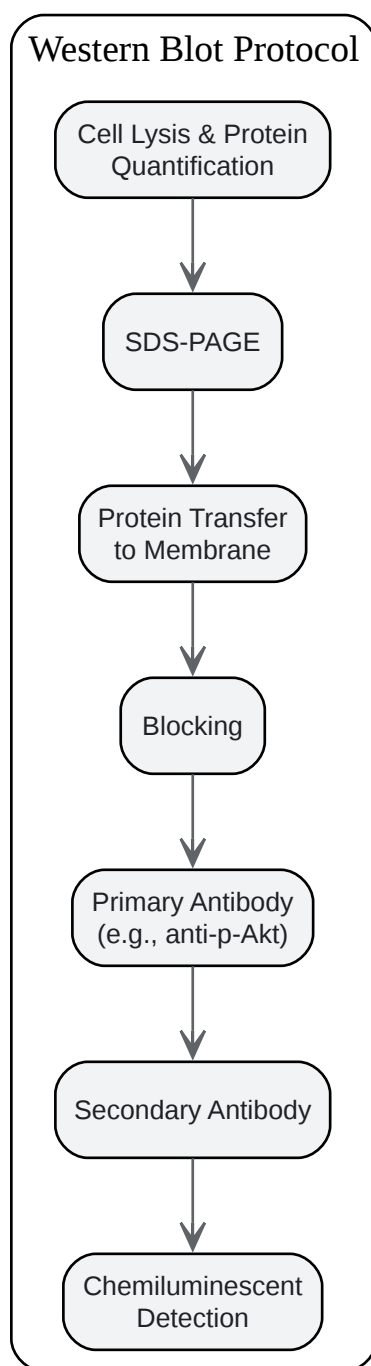 Western Blot Protocol
Cell Lysis & Protein
Quantification
SDS-PAGE
Protein Transfer
to Membrane
Blocking
Primary Antibody
(e.g., anti-p-Akt)
Secondary Antibody
Chemiluminescent
Detection